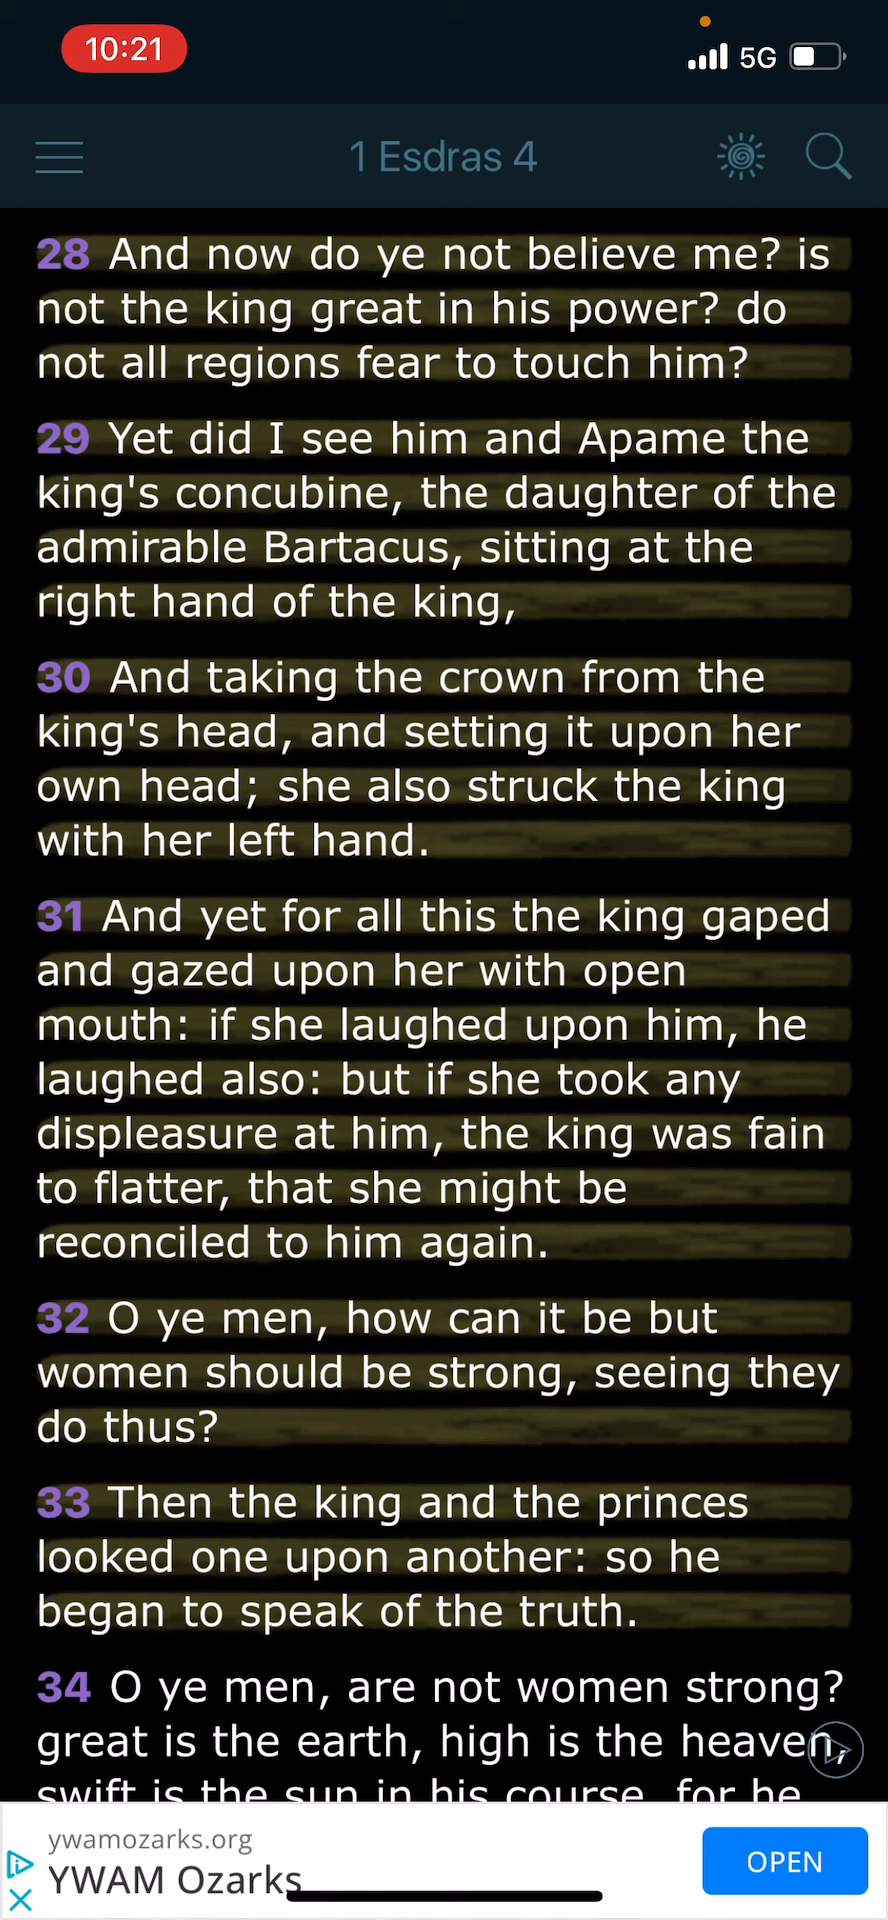 10:21
5G
1 Esdras 4
28 And now do ye not believe me? is
not the king great in his power? do
not all regions fear to touch him?
29 Yet did I see him and Apame the
king's concubine, the daughter of the
admirable Bartacus, sitting at the
right hand of the king,
30 And taking the crown from the
king's head, and setting it upon her
own head; she also struck the king
with her left hand.
31 And yet for all this the king gaped
and gazed upon her with open
mouth: if she laughed upon him, he
laughed also: but if she took any
displeasure at him, the king was fain
to flatter, that she might be
reconciled to him again.
32 O ye men, how can it be but
women should be strong, seeing they
do thus?
33 Then the king and the princes
looked one upon another: so he
began to speak of the truth.
34 O ye men, are not women strong?
great is the earth, high is the heaven,
swift is the sun in his course, for he
ywamozarks.org
YWAM Ozarks
OPEN